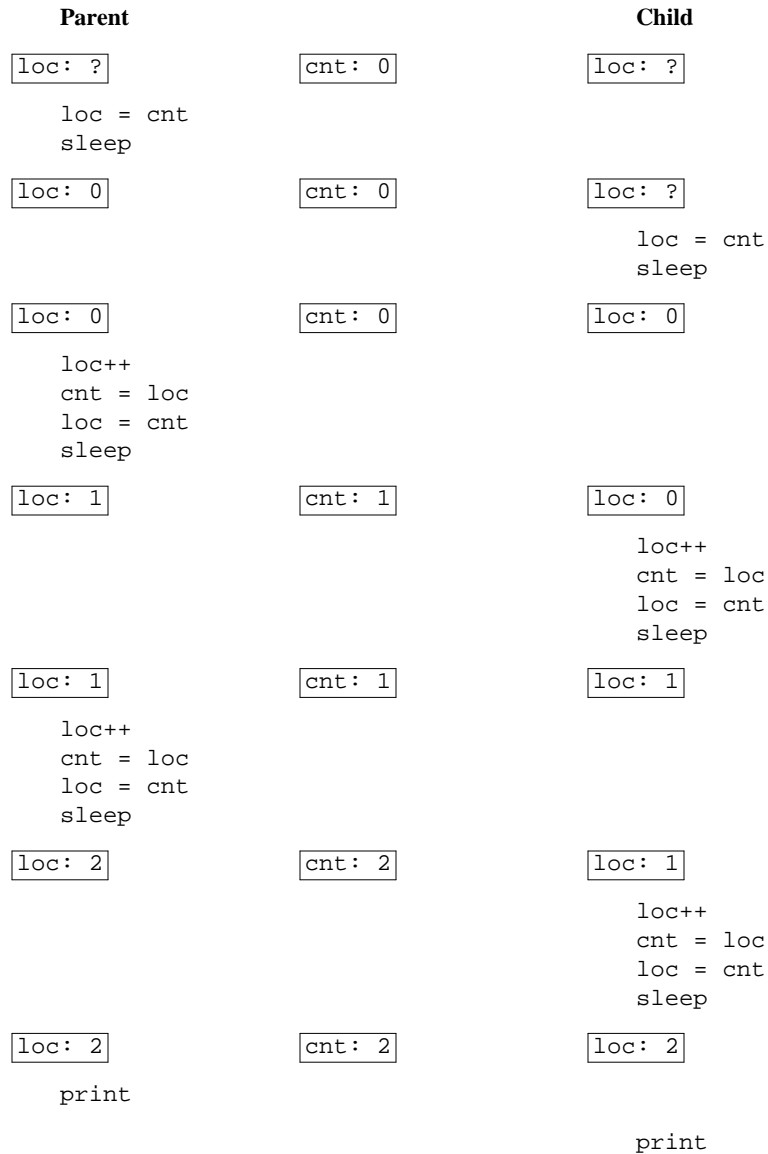 Parent Child
loc: ? cnt: 0 loc: ?
loc = cnt
sleep
loc: 0 cnt: 0 loc: ?
loc = cnt
sleep
loc: 0 cnt: 0 loc: 0
loc++
cnt = loc
loc = cnt
sleep
loc: 1 cnt: 1 loc: 0
loc++
cnt = loc
loc = cnt
sleep
loc: 1 cnt: 1 loc: 1
loc++
cnt = loc
loc = cnt
sleep
loc: 2 cnt: 2 loc: 1
loc++
cnt = loc
loc = cnt
sleep
loc: 2 cnt: 2 loc: 2
print
print